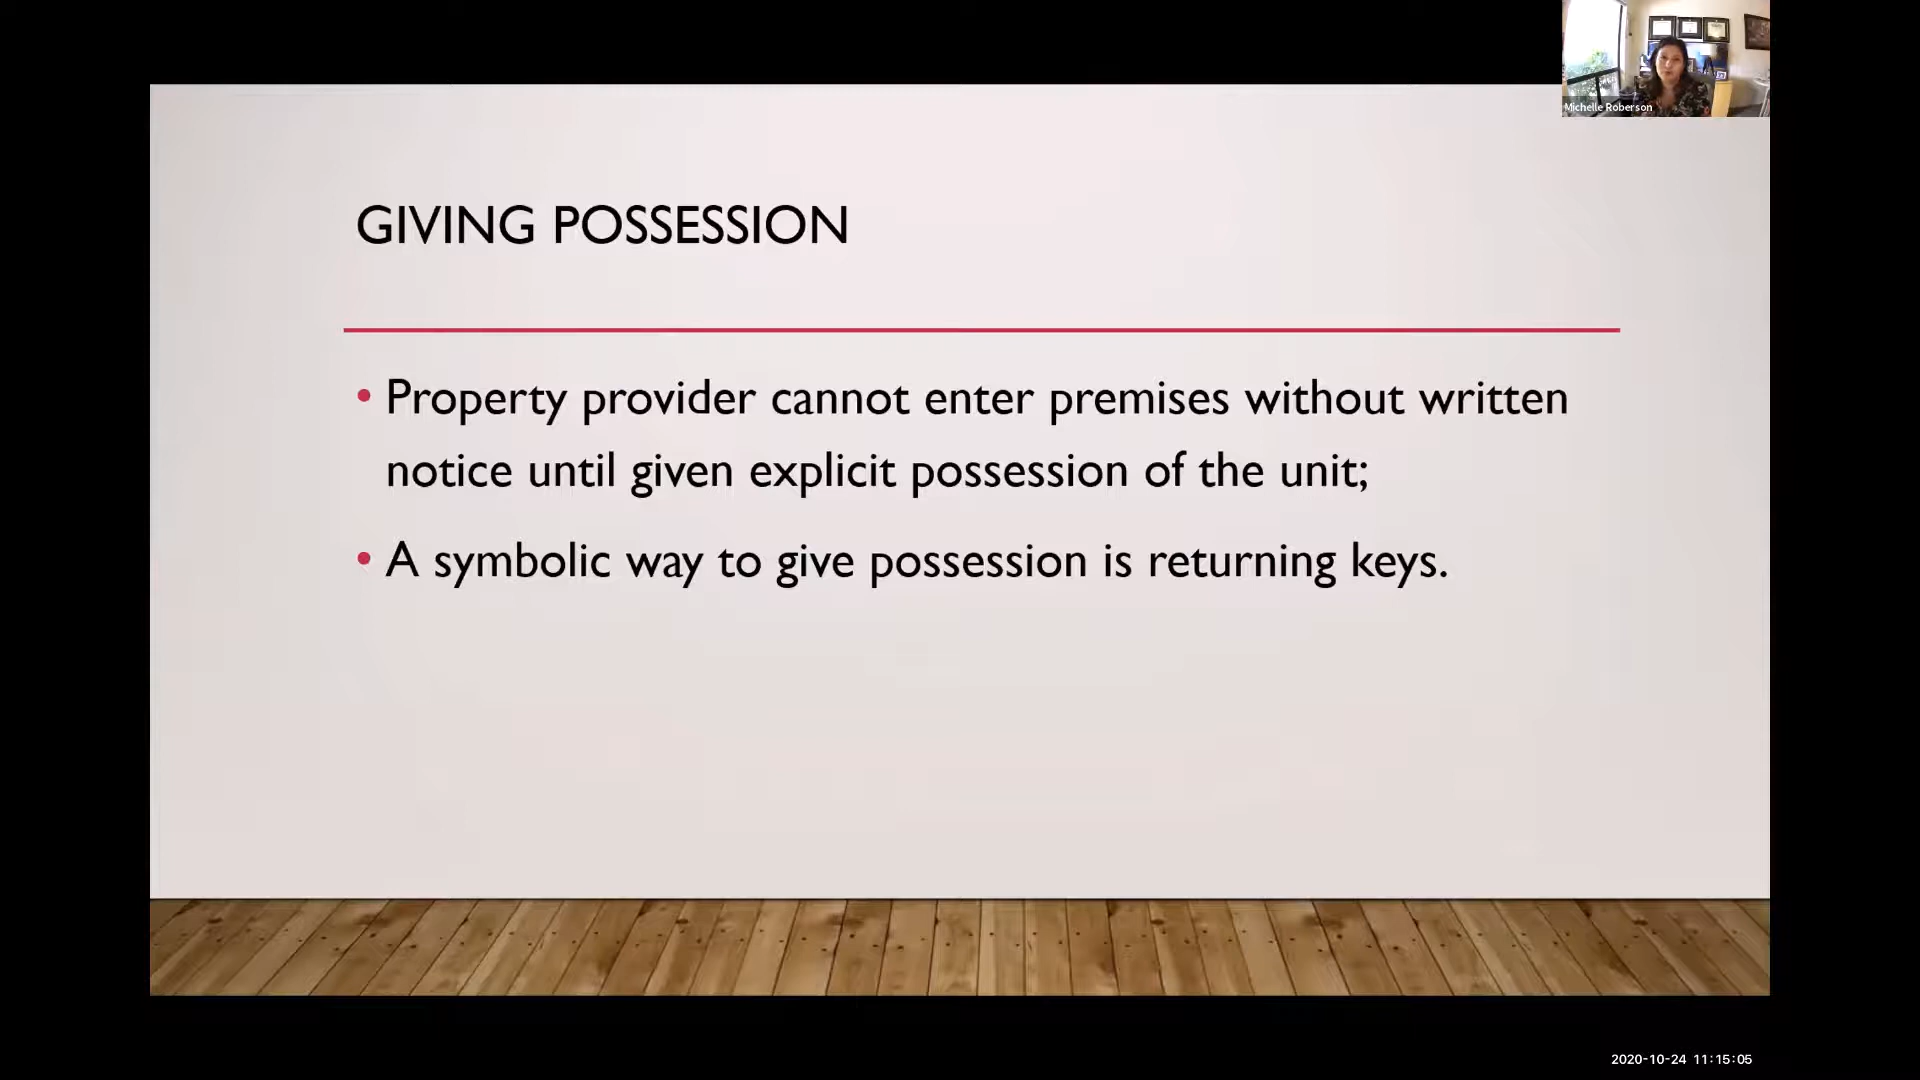 Michelle Roberson
GIVING POSSESSION
• Property provider cannot enter premises without written
notice until given explicit possession of the unit;
• A symbolic way to give possession is returning keys.
2020-10-24 11:15:05